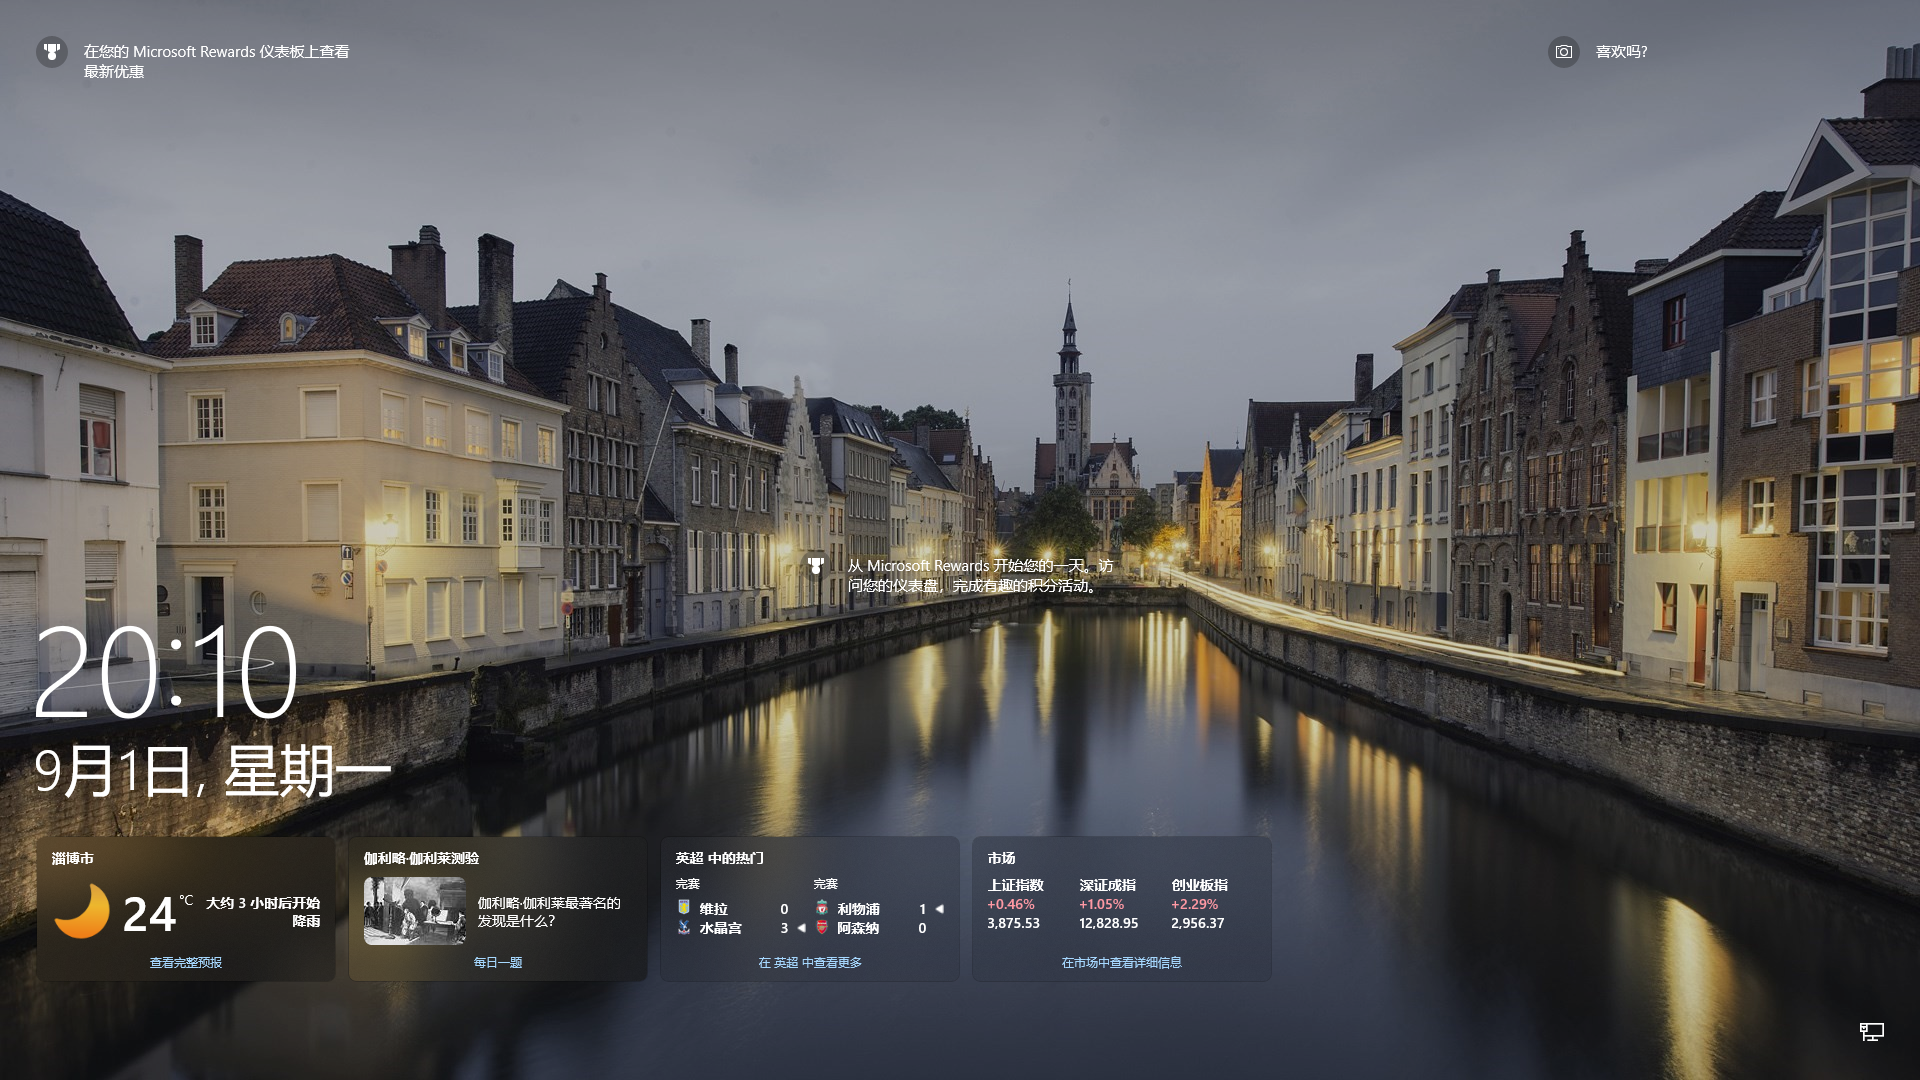 在您的 Microsoft Rewards 仪表板上查看
最新优惠
喜欢吗?
从 Microsoft Rewards 开始您的一天。访
问您的仪表盘，完成有趣的积分活动。
20:10
9月1日, 星期一
淄博市
24 °C
大约 3 小时后开始
降雨
查看完整预报
伽利略·伽利莱测验
伽利略·伽利莱最著名的
发现是什么?
每日一题
英超 中的热门
完赛
维拉 0
水晶宫 3
完赛
利物浦 1
阿森纳 0
在 英超 中查看更多
市场
上证指数 深证成指 创业板指
+0.46% +1.05% +2.29%
3,875.53 12,828.95 2,956.37
在市场中查看详细信息